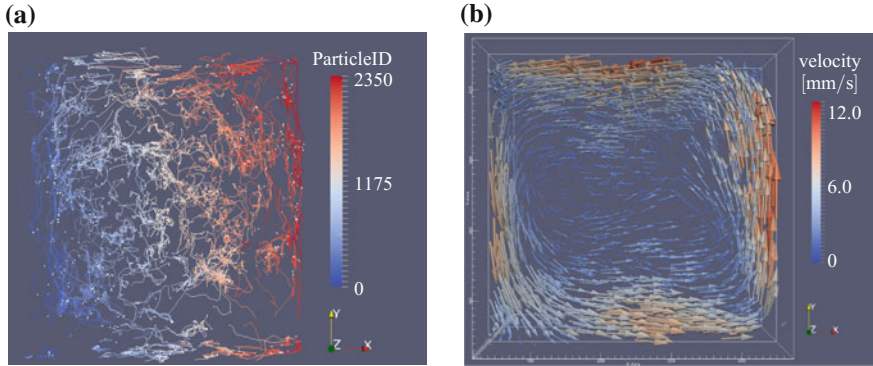 (a)
ParticleID
2350
1175
0
Y
Z X
(b)
velocity
[mm/s]
12.0
6.0
0
Y
Z X